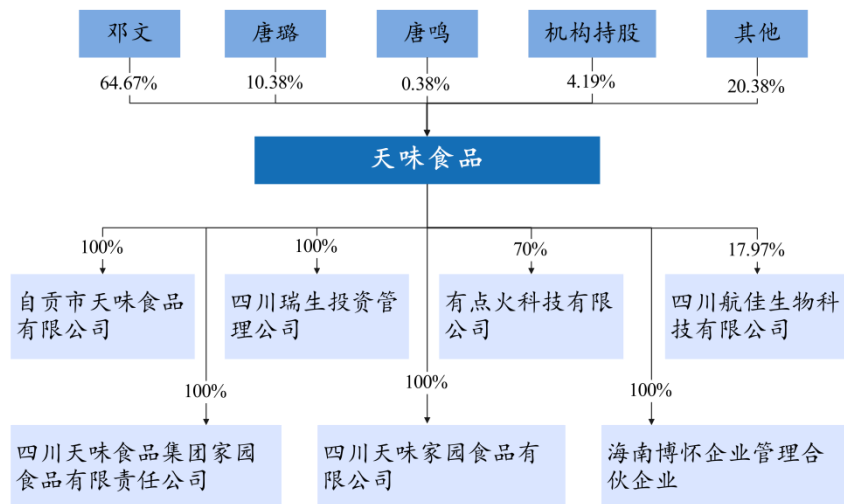 邓文
唐璐
唐鸣
机构持股
其他
64.67%
10.38%
0.38%
4.19%
20.38%
天味食品
100%
100%
70%
17.97%
自贡市天味食品
有限公司
四川瑞生投资管
理公司
有点火科技有限
公司
四川航佳生物科
技有限公司
100%
100%
100%
四川天味食品集团家园
食品有限责任公司
四川天味家园食品有
限公司
海南博怀企业管理合
伙企业